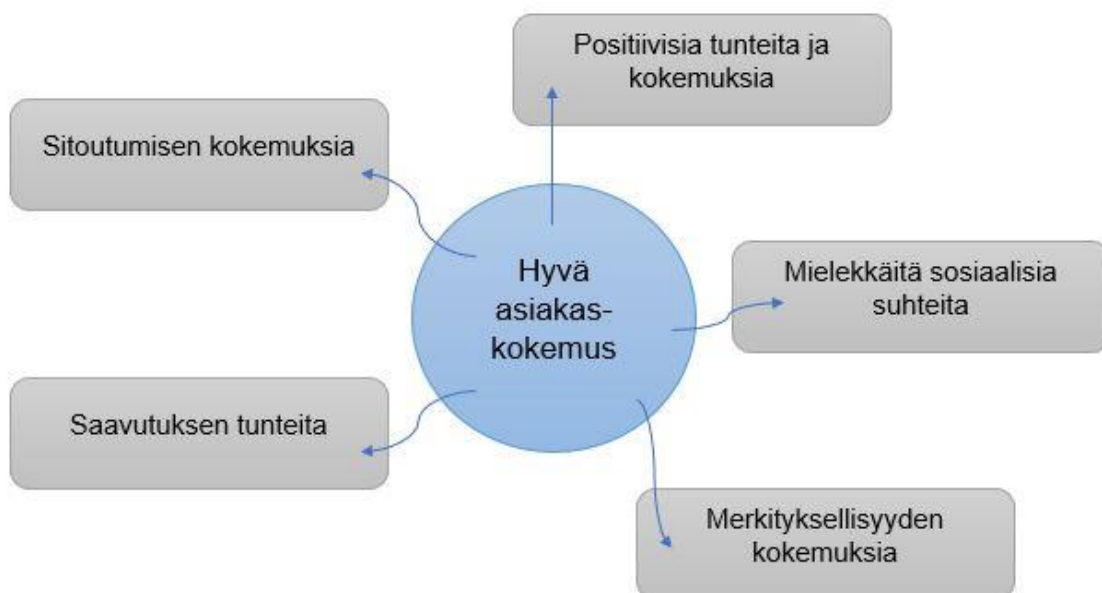 Positiivisia tunteita ja
kokemuksia
Sitoutumisen kokemuksia
Hyvä
asiakas-
kokemus
Mielekkäitä sosiaalisia
suhteita
Saavutuksen tunteita
Merkityksellisyyden
kokemuksia